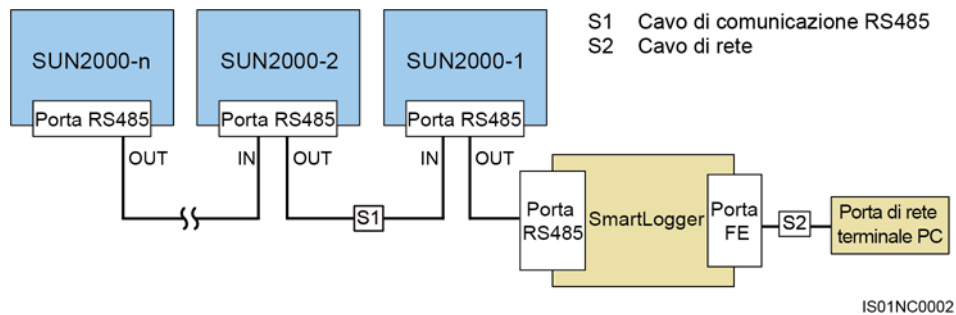 SUN2000-n
SUN2000-2
SUN2000-1
S1 Cavo di comunicazione RS485
S2 Cavo di rete
Porta RS485
Porta RS485
Porta RS485
OUT
IN
OUT
IN
OUT
S1
Porta
RS485
SmartLogger
Porta
FE
S2
Porta di rete
terminale PC
IS01NC0002